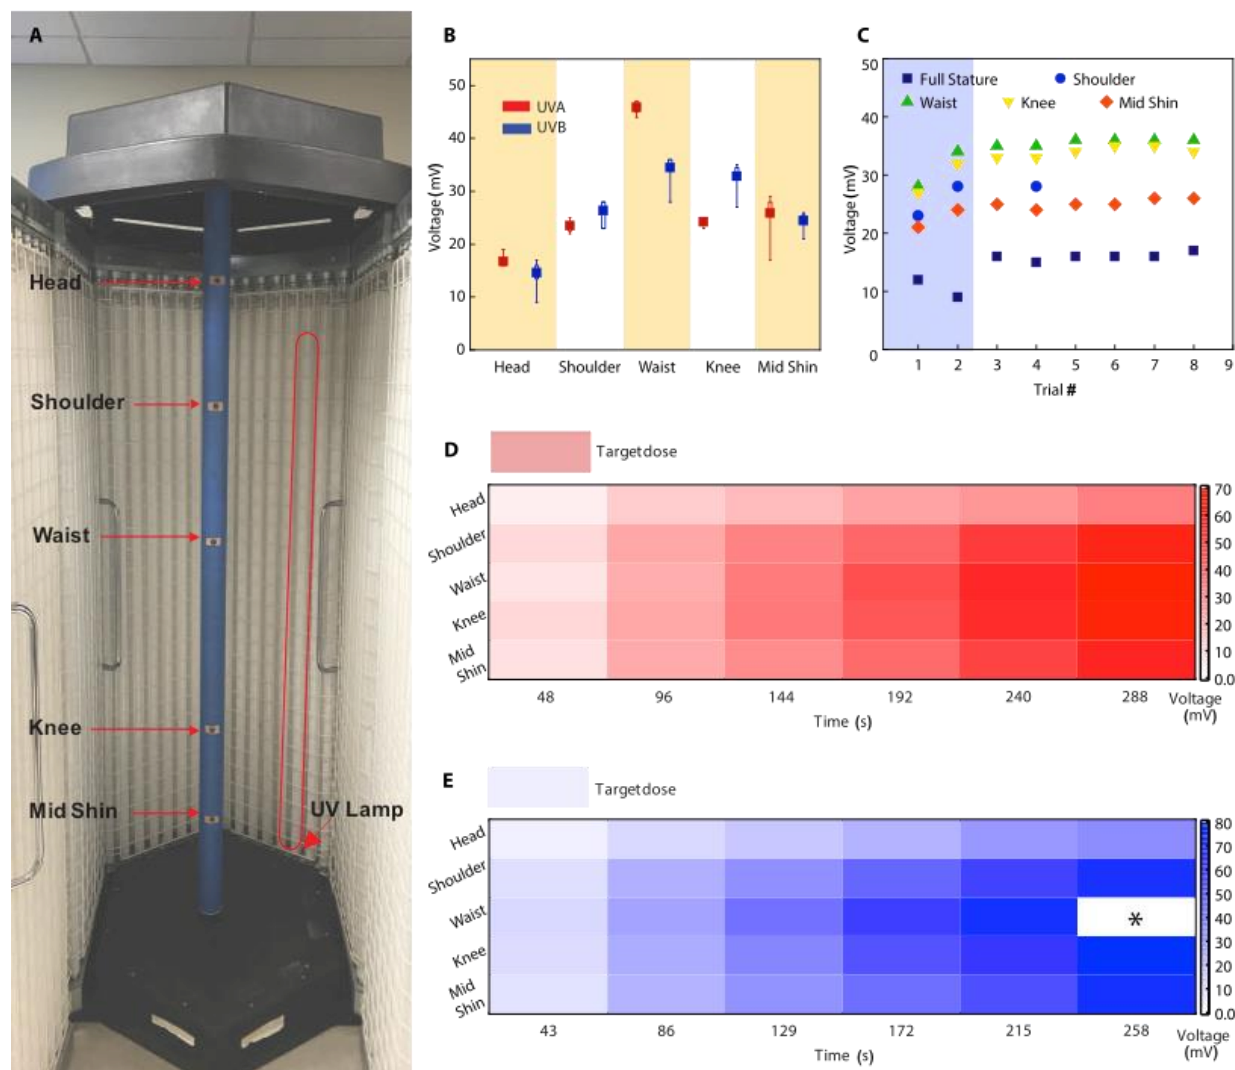 A
Head
Shoulder
Waist
Knee
Mid Shin
UV Lamp
B
50
40
30
20
10
0
Voltage (mV)
UVA
UVB
Head Shoulder Waist Knee Mid Shin
C
50
40
30
20
10
0
Voltage (mV)
Full Stature Shoulder
Waist Knee Mid Shin
1 2 3 4 5 6 7 8 9
Trial #
D
Target dose
Head
Shoulder
Waist
Knee
Mid
Shin
48 96 144 192 240 288
Time (s)
70
60
50
40
30
20
10
0.0
Voltage
(mV)
E
Target dose
Head
Shoulder
Waist
Knee
Mid
Shin
*
43 86 129 172 215 258
Time (s)
80
70
60
50
40
30
20
10
0.0
Voltage
(mV)